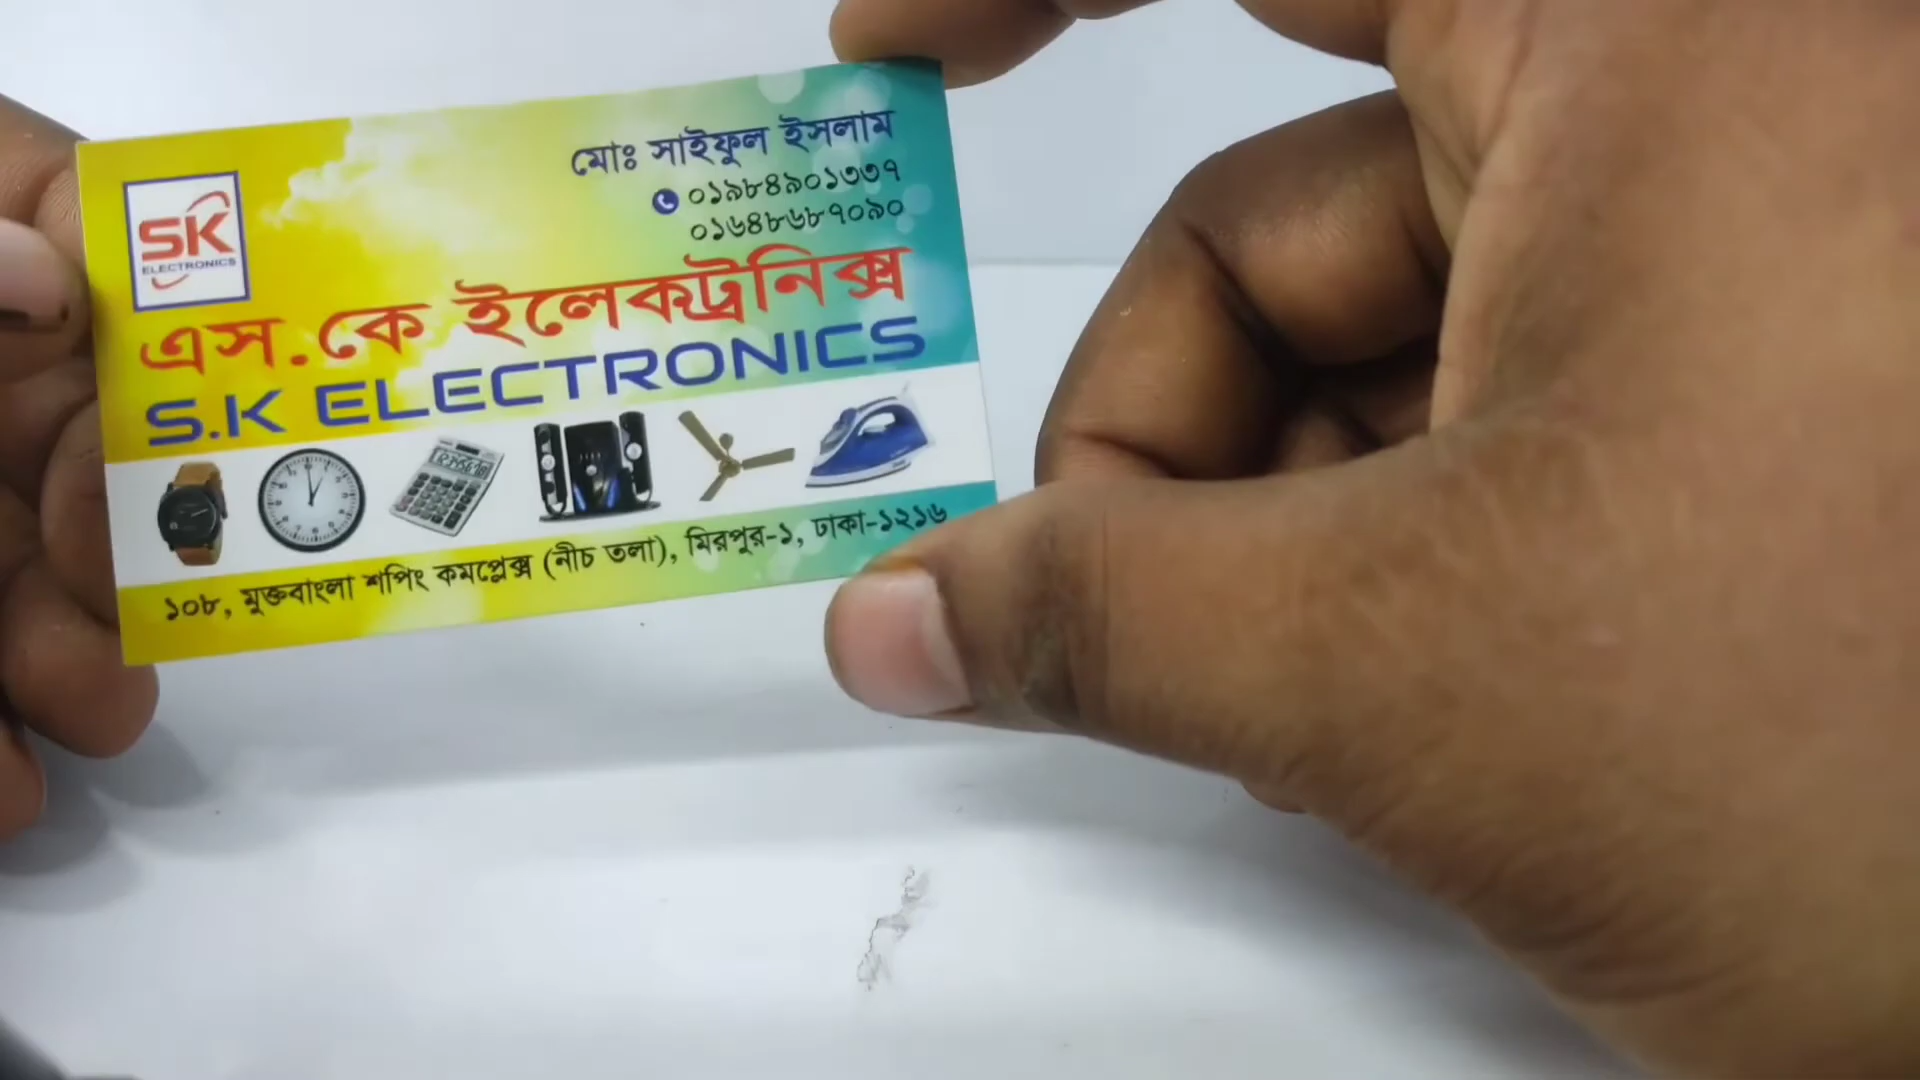 SK
ELECTRONICS
মোঃ সাইফুল ইসলাম
০১৯৮৪৯০১৩৩৭
০১৬৪৮৬৮৭০৯০
এস.কে ইলেকট্রনিক্স
S.K ELECTRONICS
১০৮, মুক্তবাংলা শপিং কমপ্লেক্স (নীচ তলা), মিরপুর-১, ঢাকা-১২১৬